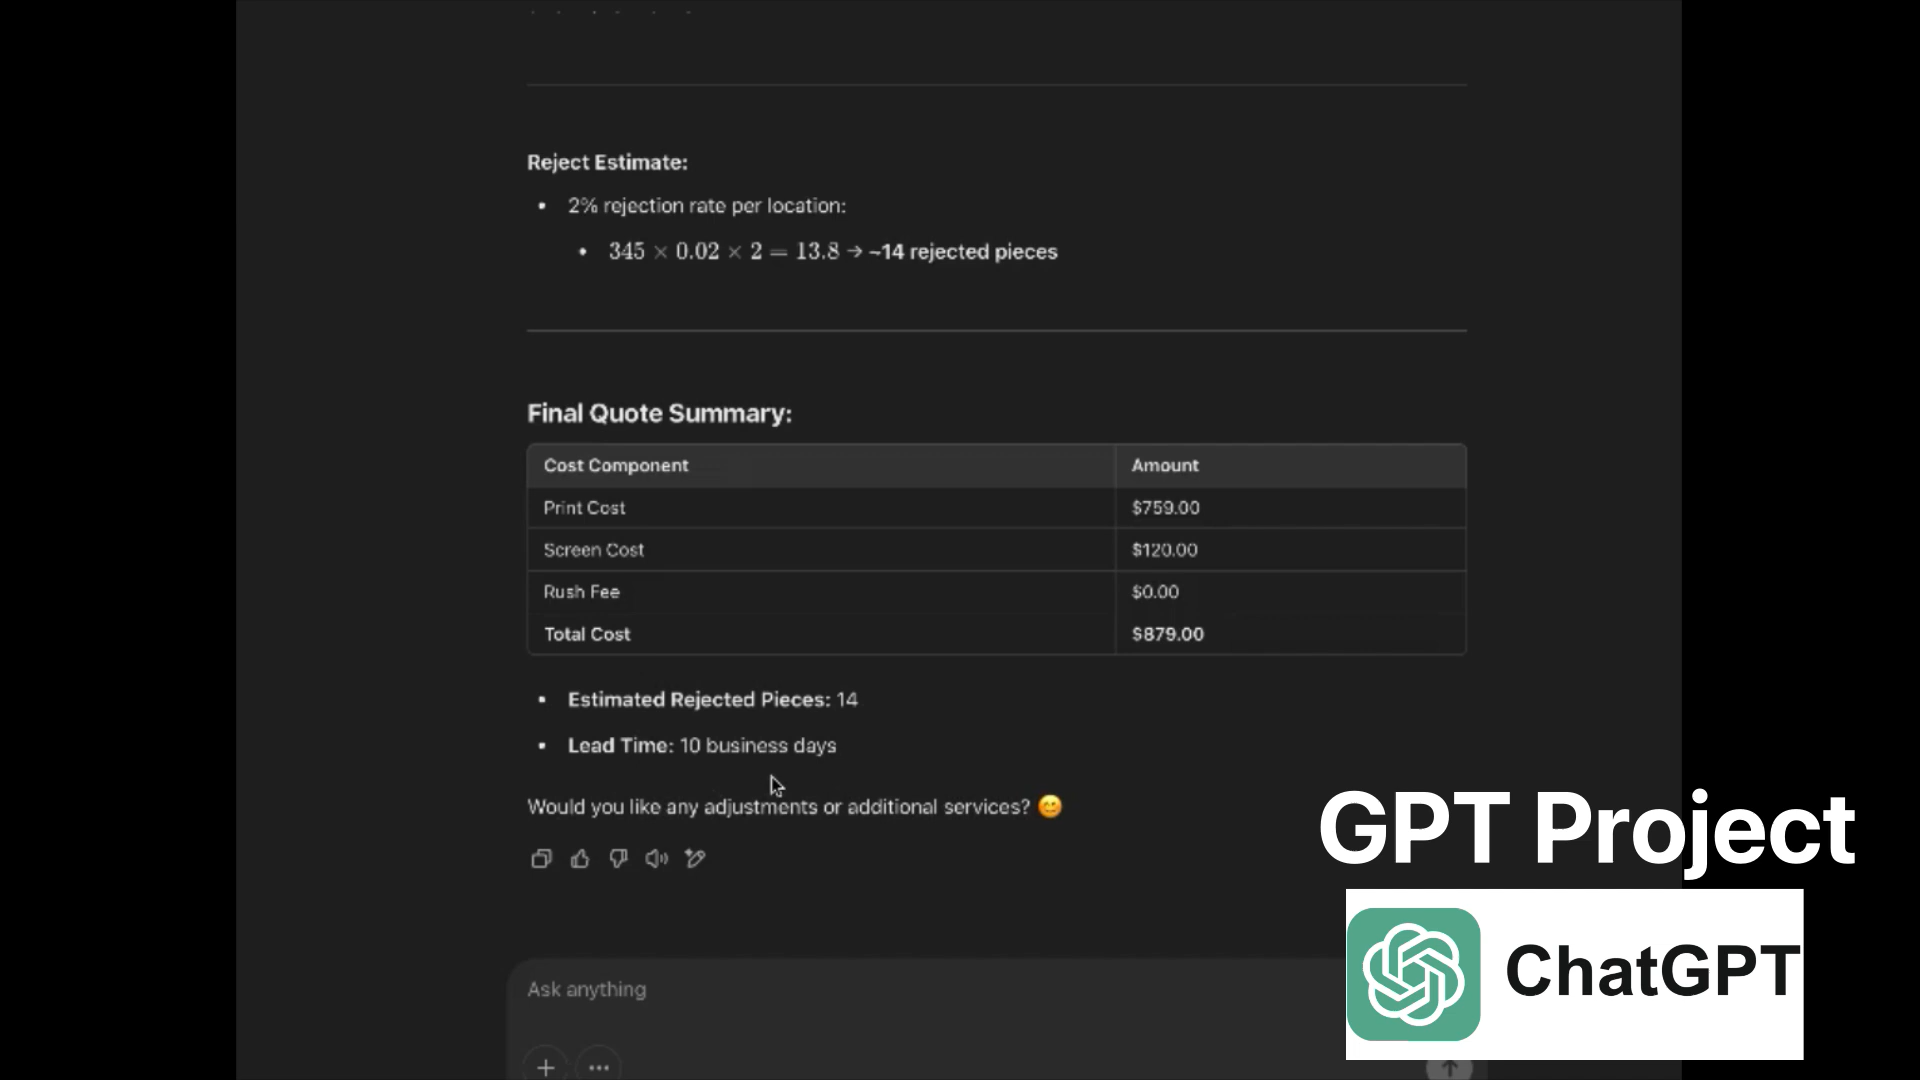 Reject Estimate:
• 2% rejection rate per location:
• 345 × 0.02 × 2 = 13.8 → ~14 rejected pieces
Final Quote Summary:
Cost Component Amount
Print Cost $759.00
Screen Cost $120.00
Rush Fee $0.00
Total Cost $879.00
• Estimated Rejected Pieces: 14
• Lead Time: 10 business days
Would you like any adjustments or additional services? 😊
GPT Project
ChatGPT
Ask anything